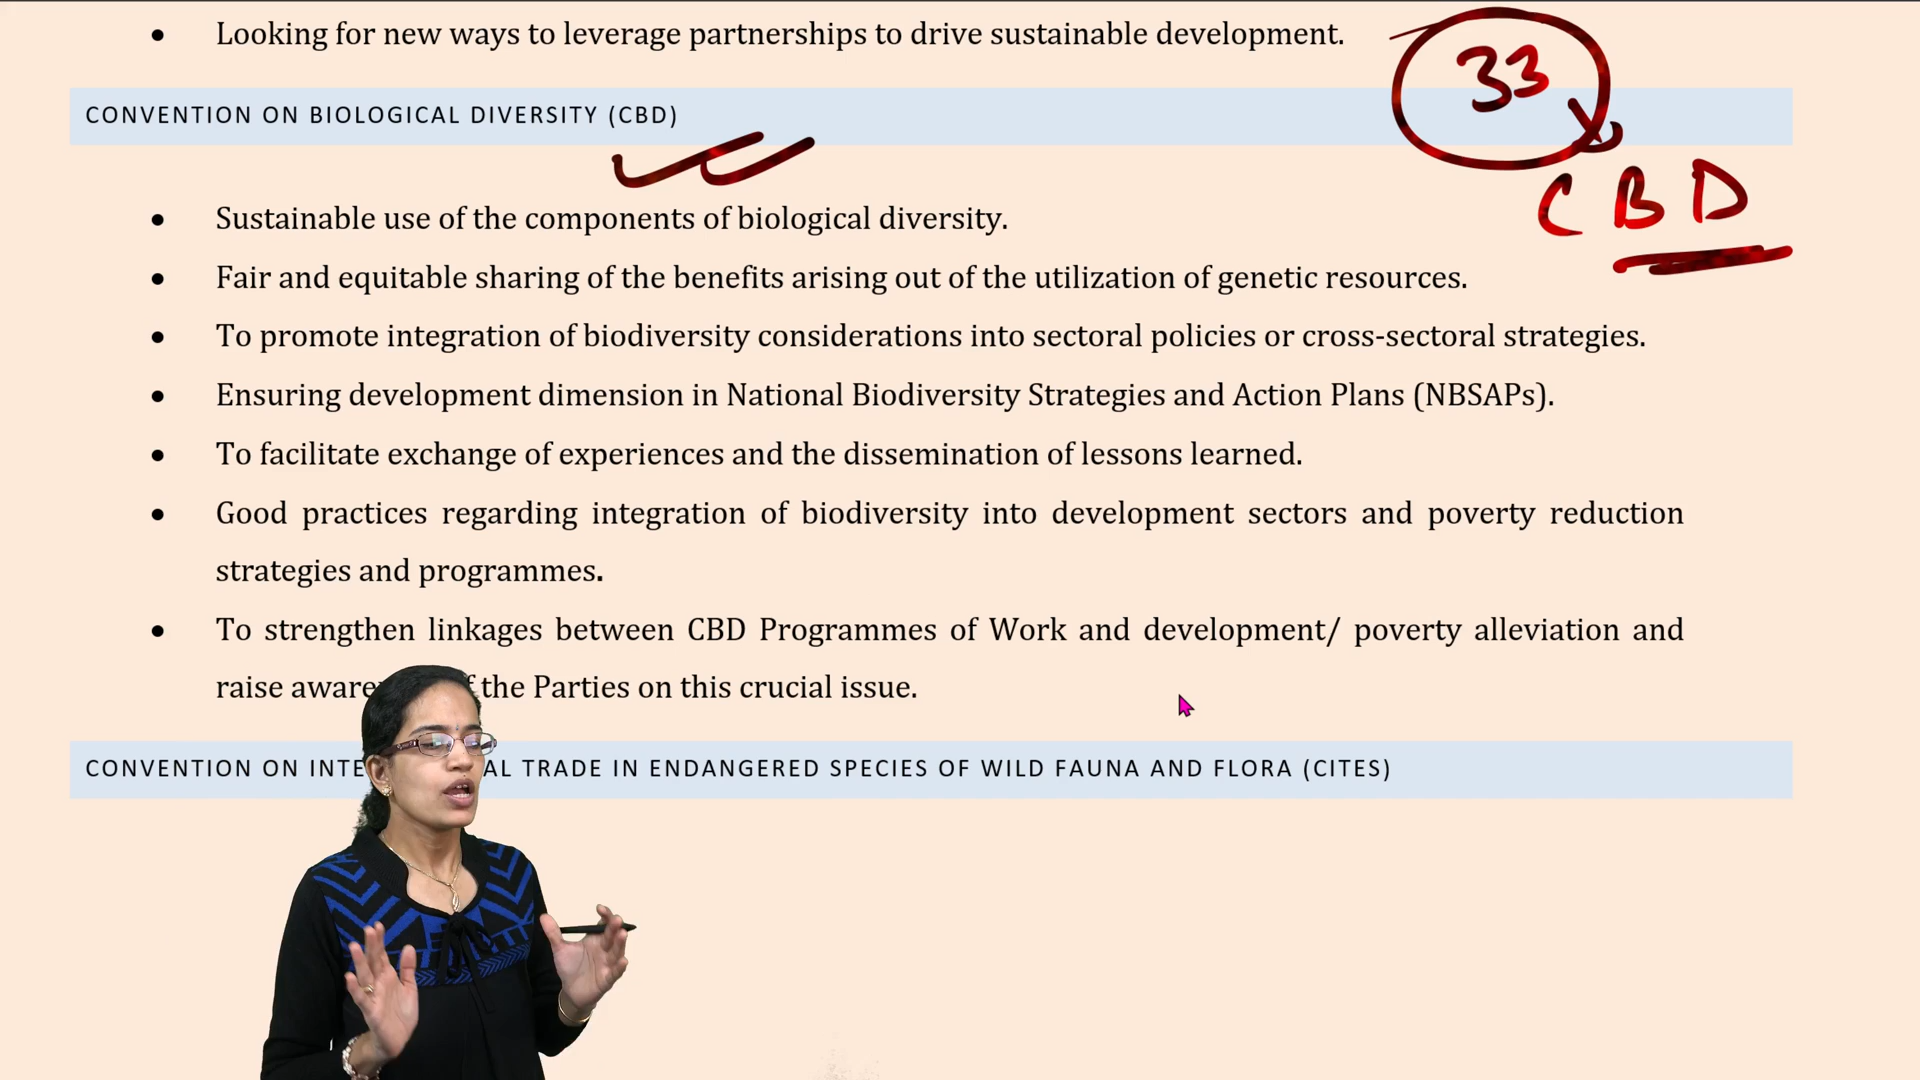 • Looking for new ways to leverage partnerships to drive sustainable development.
33
CONVENTION ON BIOLOGICAL DIVERSITY (CBD)
CBD
• Sustainable use of the components of biological diversity.
• Fair and equitable sharing of the benefits arising out of the utilization of genetic resources.
• To promote integration of biodiversity considerations into sectoral policies or cross-sectoral strategies.
• Ensuring development dimension in National Biodiversity Strategies and Action Plans (NBSAPs).
• To facilitate exchange of experiences and the dissemination of lessons learned.
• Good practices regarding integration of biodiversity into development sectors and poverty reduction
strategies and programmes.
• To strengthen linkages between CBD Programmes of Work and development/ poverty alleviation and
raise the Parties on this crucial issue.
CONVENTION ON TRADE IN ENDANGERED SPECIES OF WILD FAUNA AND FLORA (CITES)